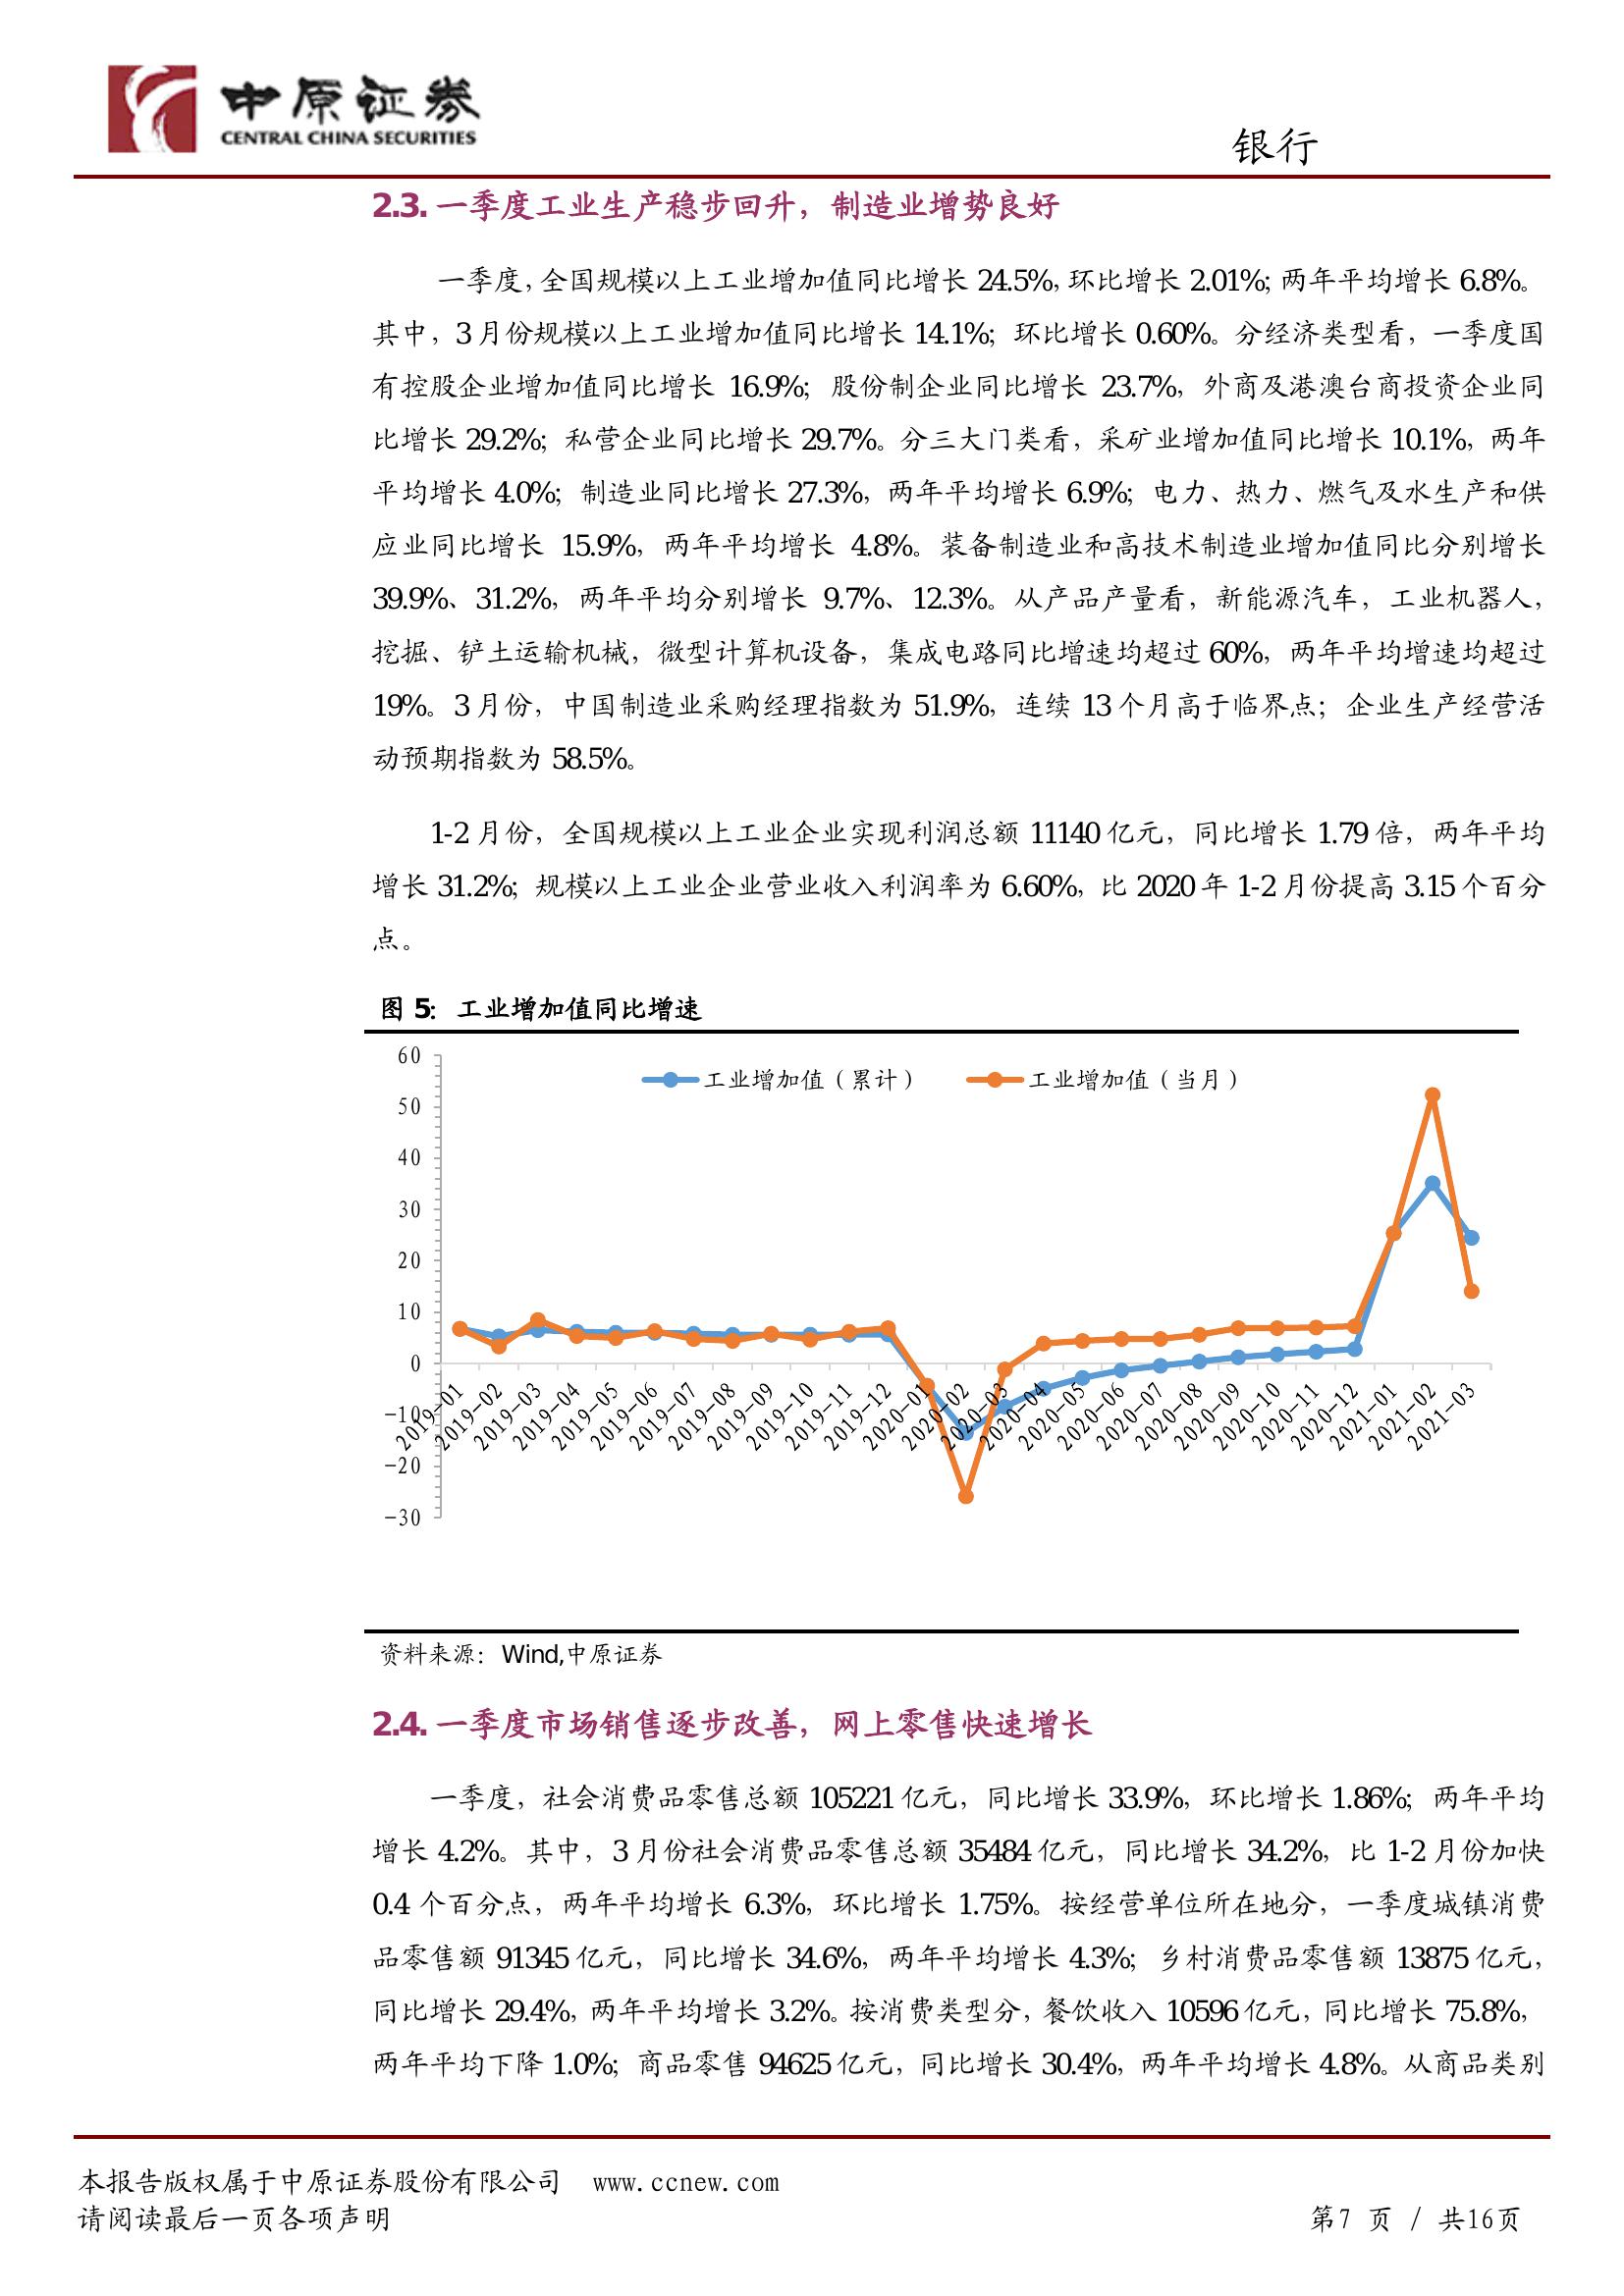 中原证券
CENTRAL CHINA SECURITIES
银行
2.3. 一季度工业生产稳步回升，制造业增势良好
一季度，全国规模以上工业增加值同比增长 24.5%，环比增长 2.01%；两年平均增长 6.8%。
其中，3 月份规模以上工业增加值同比增长 14.1%；环比增长 0.60%。分经济类型看，一季度国
有控股企业增加值同比增长 16.9%；股份制企业同比增长 23.7%，外商及港澳台商投资企业同
比增长 29.2%；私营企业同比增长 29.7%。分三大门类看，采矿业增加值同比增长 10.1%，两年
平均增长 4.0%；制造业同比增长 27.3%，两年平均增长 6.9%；电力、热力、燃气及水生产和供
应业同比增长 15.9%，两年平均增长 4.8%。装备制造业和高技术制造业增加值同比分别增长
39.9%、31.2%，两年平均分别增长 9.7%、12.3%。从产品产量看，新能源汽车，工业机器人，
挖掘、铲土运输机械，微型计算机设备，集成电路同比增速均超过 60%，两年平均增速均超过
19%。3 月份，中国制造业采购经理指数为 51.9%，连续 13 个月高于临界点；企业生产经营活
动预期指数为 58.5%。
1-2 月份，全国规模以上工业企业实现利润总额 11140 亿元，同比增长 1.79 倍，两年平均
增长 31.2%；规模以上工业企业营业收入利润率为 6.60%，比 2020 年 1-2 月份提高 3.15 个百分
点。
图 5：工业增加值同比增速
工业增加值（累计）
工业增加值（当月）
60
50
40
30
20
10
0
-10
-20
-30
2019-01
2019-02
2019-03
2019-04
2019-05
2019-06
2019-07
2019-08
2019-09
2019-10
2019-11
2019-12
2020-01
2020-02
2020-03
2020-04
2020-05
2020-06
2020-07
2020-08
2020-09
2020-10
2020-11
2020-12
2021-01
2021-02
2021-03
资料来源：Wind,中原证券
2.4. 一季度市场销售逐步改善，网上零售快速增长
一季度，社会消费品零售总额 105221 亿元，同比增长 33.9%，环比增长 1.86%；两年平均
增长 4.2%。其中，3 月份社会消费品零售总额 35484 亿元，同比增长 34.2%，比 1-2 月份加快
0.4 个百分点，两年平均增长 6.3%，环比增长 1.75%。按经营单位所在地分，一季度城镇消费
品零售额 91345 亿元，同比增长 34.6%，两年平均增长 4.3%；乡村消费品零售额 13875 亿元，
同比增长 29.4%，两年平均增长 3.2%。按消费类型分，餐饮收入 10596 亿元，同比增长 75.8%，
两年平均下降 1.0%；商品零售 94625 亿元，同比增长 30.4%，两年平均增长 4.8%。从商品类别
本报告版权属于中原证券股份有限公司 www.ccnew.com
请阅读最后一页各项声明
第7 页 / 共16页